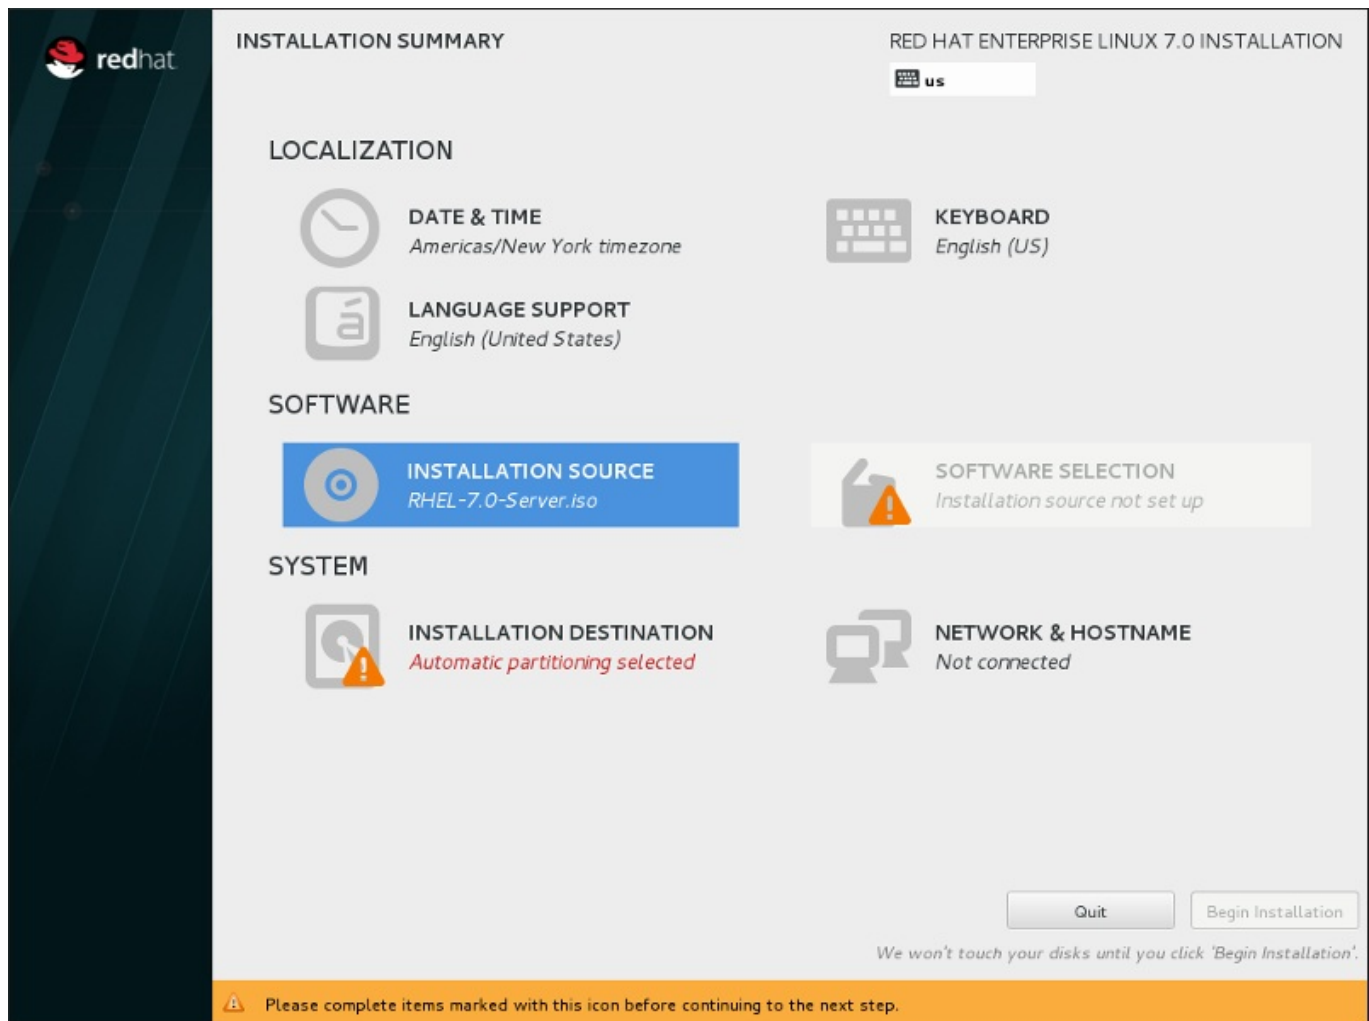 redhat
INSTALLATION SUMMARY
RED HAT ENTERPRISE LINUX 7.0 INSTALLATION
us
LOCALIZATION
DATE & TIME
Americas/New York timezone
KEYBOARD
English (US)
á
LANGUAGE SUPPORT
English (United States)
SOFTWARE
INSTALLATION SOURCE
RHEL-7.0-Server.iso
SOFTWARE SELECTION
Installation source not set up
SYSTEM
INSTALLATION DESTINATION
Automatic partitioning selected
NETWORK & HOSTNAME
Not connected
Quit
Begin Installation
We won't touch your disks until you click 'Begin Installation'.
Please complete items marked with this icon before continuing to the next step.